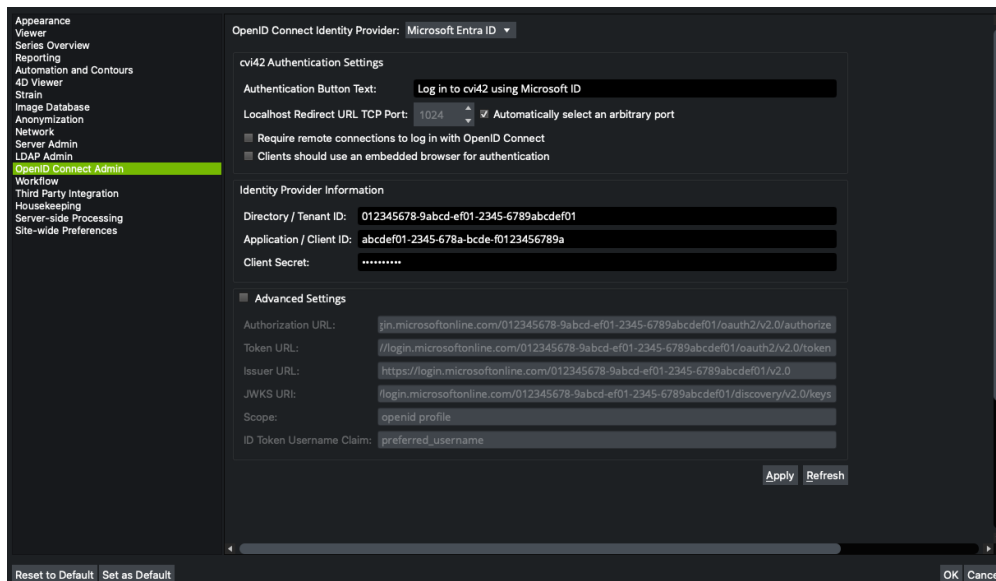 Appearance
Viewer
Series Overview
Reporting
Automation and Contours
4D Viewer
Strain
Image Database
Anonymization
Network
Server Admin
LDAP Admin
OpenID Connect Admin
Workflow
Third Party Integration
Housekeeping
Server-side Processing
Site-wide Preferences
OpenID Connect Identity Provider: Microsoft Entra ID
cvi42 Authentication Settings
Authentication Button Text: Log in to cvi42 using Microsoft ID
Localhost Redirect URL TCP Port: 1024 Automatically select an arbitrary port
Require remote connections to log in with OpenID Connect
Clients should use an embedded browser for authentication
Identity Provider Information
Directory / Tenant ID: 012345678-9abcd-ef01-2345-6789abcdef01
Application / Client ID: abcdef01-2345-678a-bcde-f0123456789a
Client Secret: ••••••••••
Advanced Settings
Authorization URL: gin.microsoftonline.com/012345678-9abcd-ef01-2345-6789abcdef01/oauth2/v2.0/authorize
Token URL: //login.microsoftonline.com/012345678-9abcd-ef01-2345-6789abcdef01/oauth2/v2.0/token
Issuer URL: https://login.microsoftonline.com/012345678-9abcd-ef01-2345-6789abcdef01/v2.0
JWKS URI: /login.microsoftonline.com/012345678-9abcd-ef01-2345-6789abcdef01/discovery/v2.0/keys
Scope: openid profile
ID Token Username Claim: preferred_username
Apply Refresh
Reset to Default Set as Default OK Cance